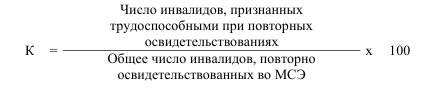 Число инвалидов, признанных
трудоспособными при повторных
освидетельствованиях
К = х 100
Общее число инвалидов, повторно
освидетельствованных во МСЭ